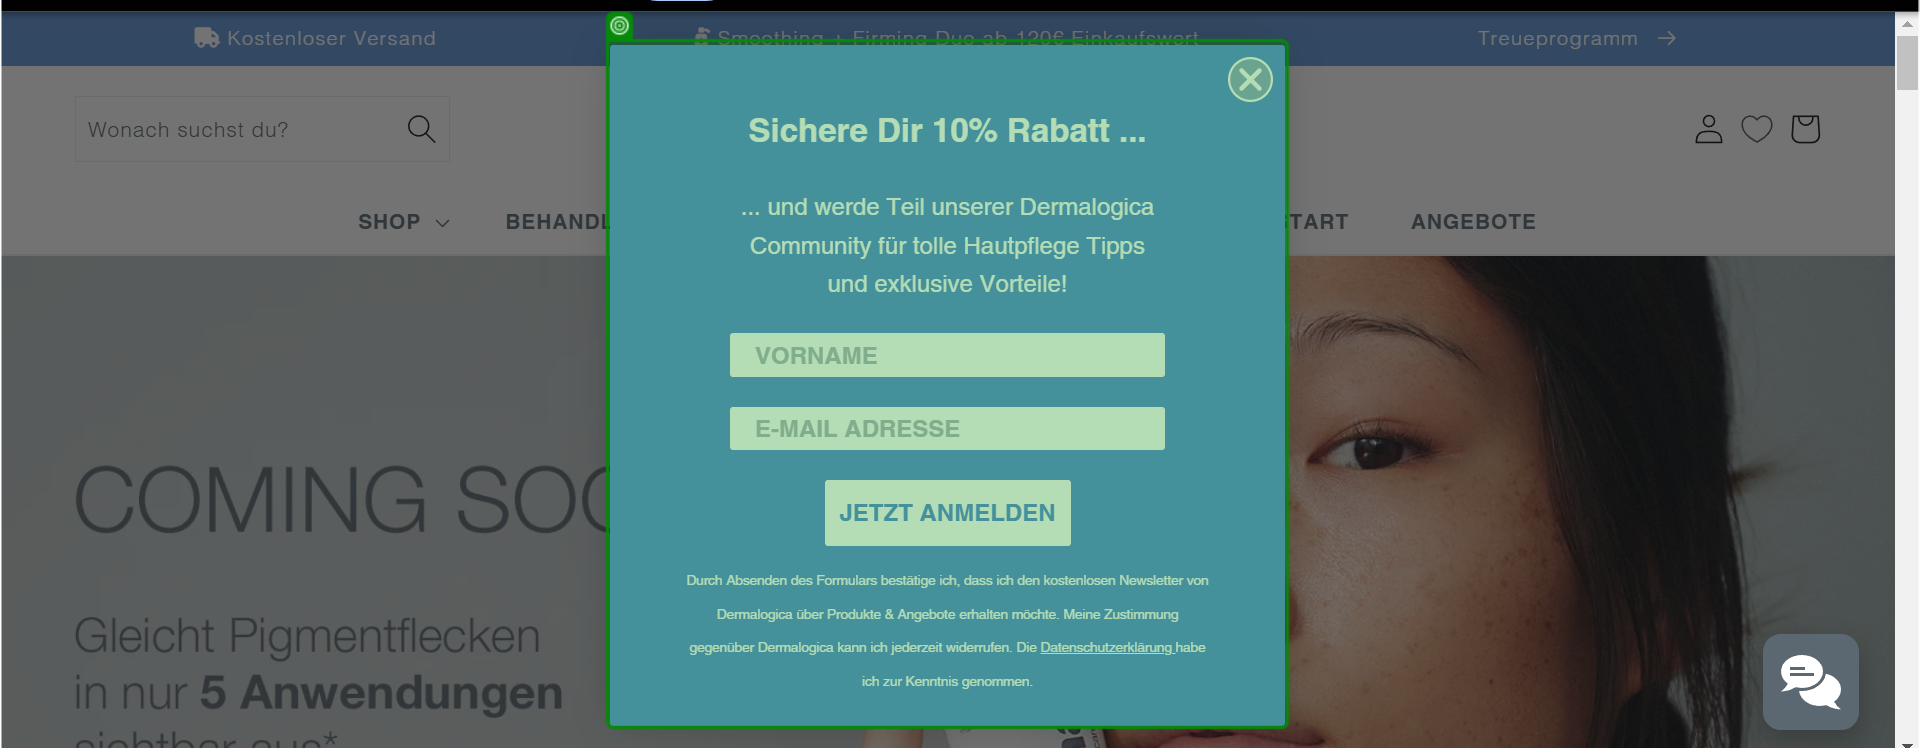 Kostenloser Versand
Smoothing + Firming Duo ab 120€ Einkaufswert
Treueprogramm →
Wonach suchst du?
SHOP
BEHANDL
START
ANGEBOTE
Sichere Dir 10% Rabatt ...
... und werde Teil unserer Dermalogica
Community für tolle Hautpflege Tipps
und exklusive Vorteile!
VORNAME
E-MAIL ADRESSE
JETZT ANMELDEN
Durch Absenden des Formulars bestätige ich, dass ich den kostenlosen Newsletter von
Dermalogica über Produkte & Angebote erhalten möchte. Meine Zustimmung
gegenüber Dermalogica kann ich jederzeit widerrufen. Die Datenschutzerklärung habe
ich zur Kenntnis genommen.
COMING SOO
Gleicht Pigmentflecken
in nur 5 Anwendungen
sichtbar aus*